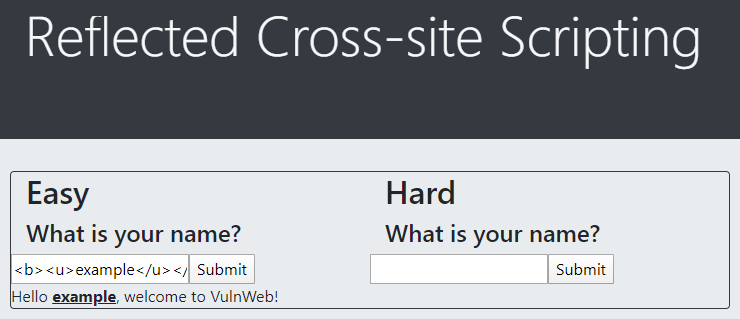 Reflected Cross-site Scripting
Easy
What is your name?
<b><u>example</u></
Submit
Hello example, welcome to VulnWeb!
Hard
What is your name?
Submit